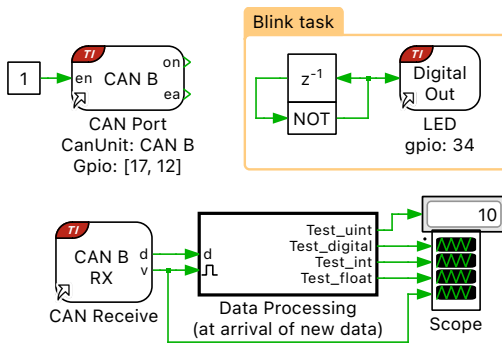 Blink task
TI
1
en
CAN B
on
ea
CAN Port
CanUnit: CAN B
Gpio: [17, 12]
z-1
NOT
TI
Digital
Out
LED
gpio: 34
TI
CAN B
RX
d
v
CAN Receive
d
Test_uint
Test_digital
Test_int
Test_float
Data Processing
(at arrival of new data)
10
Scope